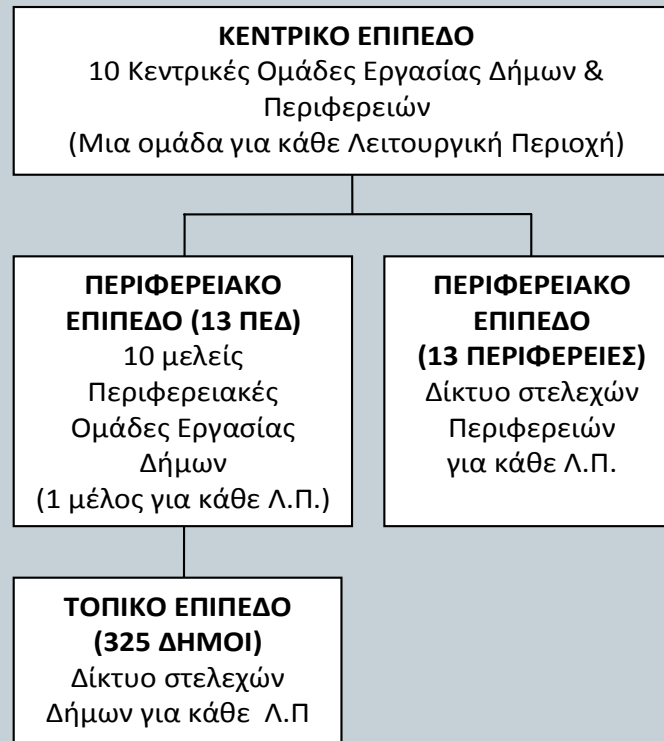 ΚΕΝΤΡΙΚΟ ΕΠΙΠΕΔΟ
10 Κεντρικές Ομάδες Εργασίας Δήμων &
Περιφερειών
(Μια ομάδα για κάθε Λειτουργική Περιοχή)
ΠΕΡΙΦΕΡΕΙΑΚΟ
ΕΠΙΠΕΔΟ (13 ΠΕΔ)
10 μελείς
Περιφερειακές
Ομάδες Εργασίας
Δήμων
(1 μέλος για κάθε Λ.Π.)
ΠΕΡΙΦΕΡΕΙΑΚΟ
ΕΠΙΠΕΔΟ
(13 ΠΕΡΙΦΕΡΕΙΕΣ)
Δίκτυο στελεχών
Περιφερειών
για κάθε Λ.Π.
ΤΟΠΙΚΟ ΕΠΙΠΕΔΟ
(325 ΔΗΜΟΙ)
Δίκτυο στελεχών
Δήμων για κάθε Λ.Π